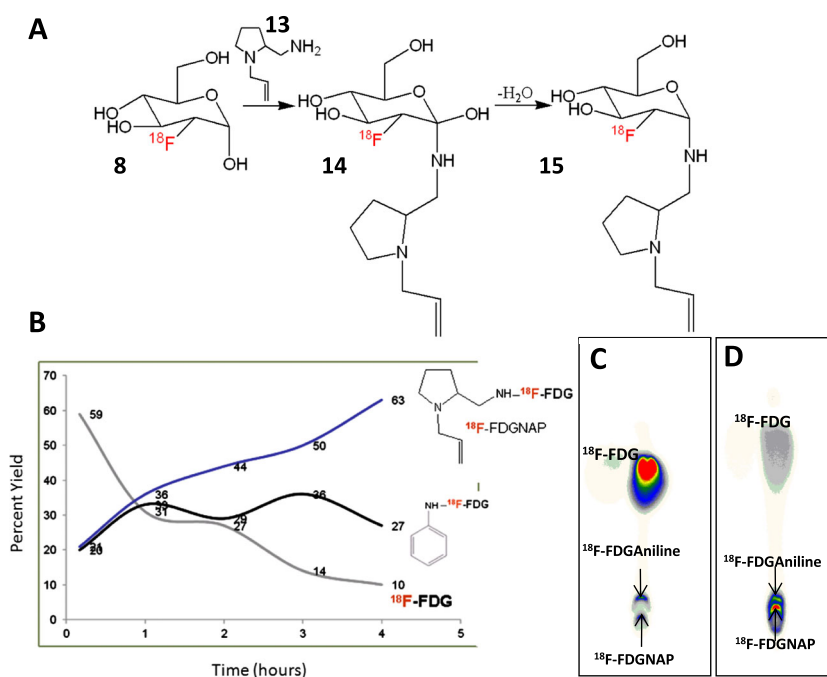 A
13
NH₂
N
OH
HO
HO
O
¹⁸F
OH
8
OH
HO
HO
O
OH
¹⁸F
NH
14
N
-H₂O
OH
HO
HO
O
¹⁸F
NH
15
N
B
Percent Yield
70
60
50
40
30
20
10
0
59
21
20
36
33
31
44
29
27
50
36
14
63
27
10
NH–¹⁸F-FDG
N
¹⁸F-FDGNAP
NH–¹⁸F-FDG
¹⁸F-FDG
0
1
2
3
4
5
Time (hours)
C
¹⁸F-FDG
¹⁸F-FDGAniline
¹⁸F-FDGNAP
D
¹⁸F-FDG
¹⁸F-FDGAniline
¹⁸F-FDGNAP